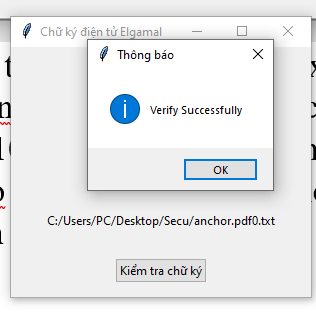 Chữ ký điện tử Elgamal
Thông báo
Verify Successfully
OK
C:/Users/PC/Desktop/Secu/anchor.pdf0.txt
Kiểm tra chữ ký